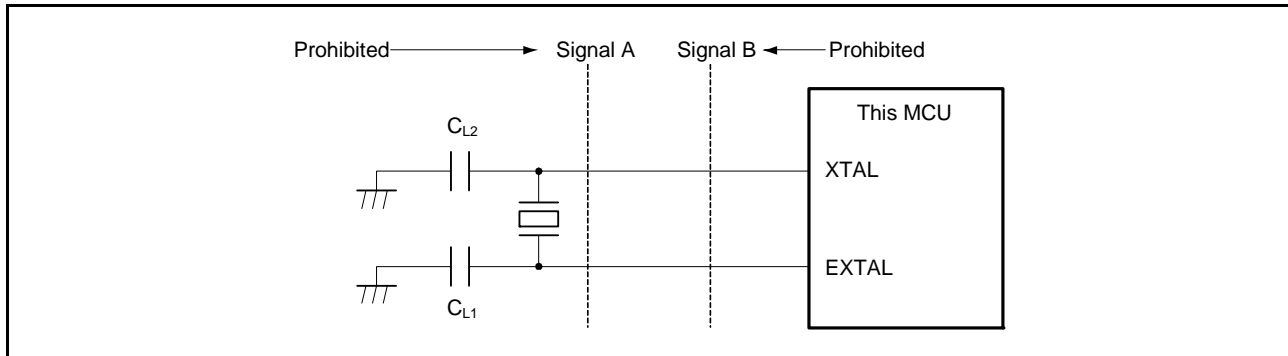 Prohibited Signal A Signal B Prohibited
This MCU
CL2
XTAL
EXTAL
CL1